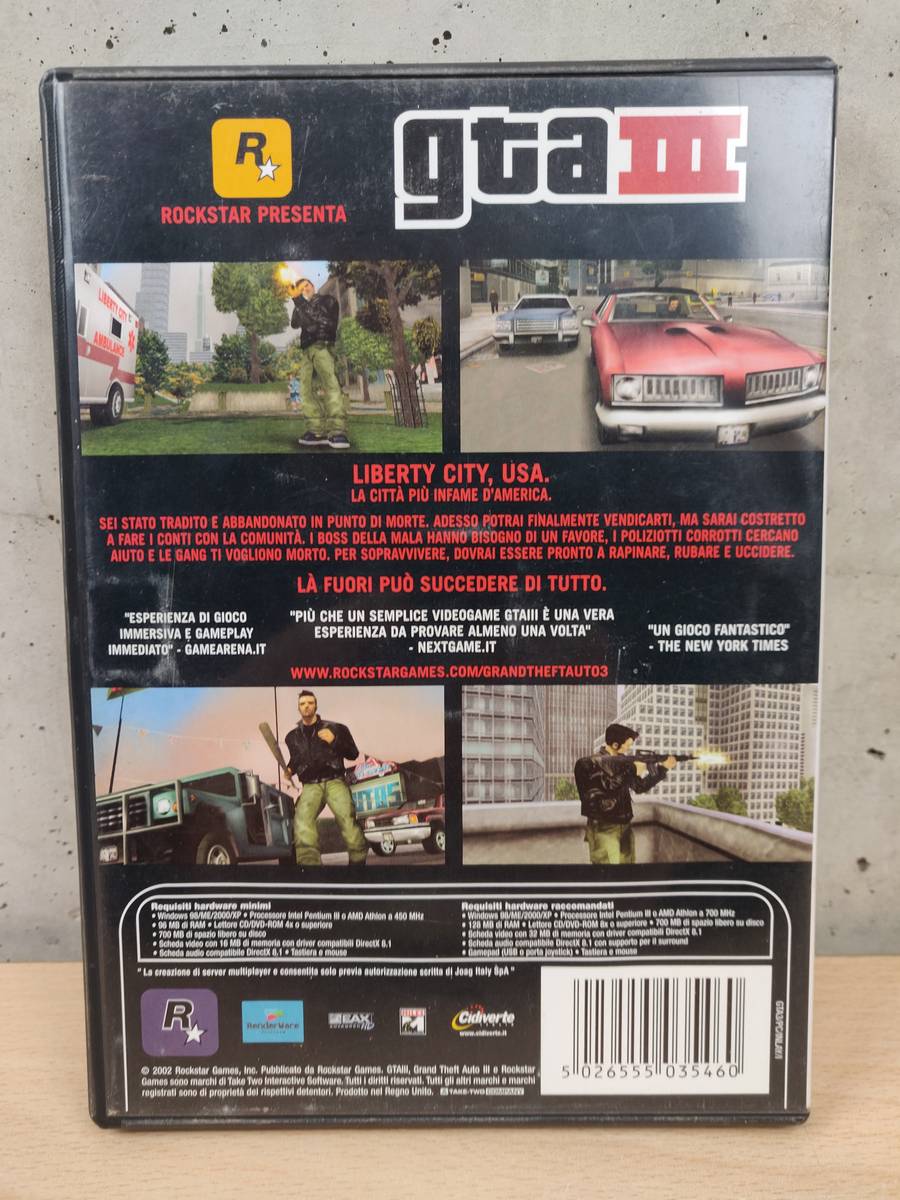 R
gta III
ROCKSTAR PRESENTA
LIBERTY CITY
AMBULANCE
LIBERTY CITY, USA.
LA CITTÀ PIÙ INFAME D'AMERICA.
SEI STATO TRADITO E ABBANDONATO IN PUNTO DI MORTE. ADESSO POTRAI FINALMENTE VENDICARTI, MA SARAI COSTRETTO
A FARE I CONTI CON LA COMUNITÀ. I BOSS DELLA MALA HANNO BISOGNO DI UN FAVORE, I POLIZIOTTI CORROTTI CERCANO
AIUTO E LE GANG TI VOGLIONO MORTO. PER SOPRAVVIVERE, DOVRAI ESSERE PRONTO A RAPINARE, RUBARE E UCCIDERE.
LÀ FUORI PUÒ SUCCEDERE DI TUTTO.
"ESPERIENZA DI GIOCO
IMMERSIVA E GAMEPLAY
IMMEDIATO" - GAMEARENA.IT
"PIÙ CHE UN SEMPLICE VIDEOGAME GTAIII È UNA VERA
ESPERIENZA DA PROVARE ALMENO UNA VOLTA"
- NEXTGAME.IT
"UN GIOCO FANTASTICO"
- THE NEW YORK TIMES
WWW.ROCKSTARGAMES.COM/GRANDTHEFTAUTO3
Requisiti hardware minimi
• Windows 98/ME/2000/XP • Processore Intel Pentium III o AMD Athlon a 450 MHz
• 96 MB di RAM • Lettore CD/DVD-ROM 4x o superiore
• 700 MB di spazio libero su disco
• Scheda video con 16 MB di memoria con driver compatibili DirectX 8.1
• Scheda audio compatibile DirectX 8.1 • Tastiera e mouse
Requisiti hardware raccomandati
• Windows 98/ME/2000/XP • Processore Intel Pentium III o AMD Athlon a 700 MHz
• 128 MB di RAM • Lettore CD/DVD-ROM 8x o superiore • 700 MB di spazio libero su disco
• Scheda video con 32 MB di memoria con driver compatibili DirectX 8.1
• Scheda audio compatibile DirectX 8.1 con supporto per il surround
• Gamepad (USB o porta joystick) • Tastiera e mouse
" La creazione di server multiplayer è consentita solo previa autorizzazione scritta di Joag Italy SpA "
R
RenderWare
EAX
Cidiverte
www.cidiverte.it
© 2002 Rockstar Games, Inc. Pubblicato da Rockstar Games. GTAIII, Grand Theft Auto III e Rockstar
Games sono marchi di Take Two Interactive Software. Tutti i diritti riservati. Tutti gli altri marchi e marchi
registrati sono di proprietà dei rispettivi detentori. Prodotto nel Regno Unito. A TAKE-TWO COMPANY
5 026555 035460